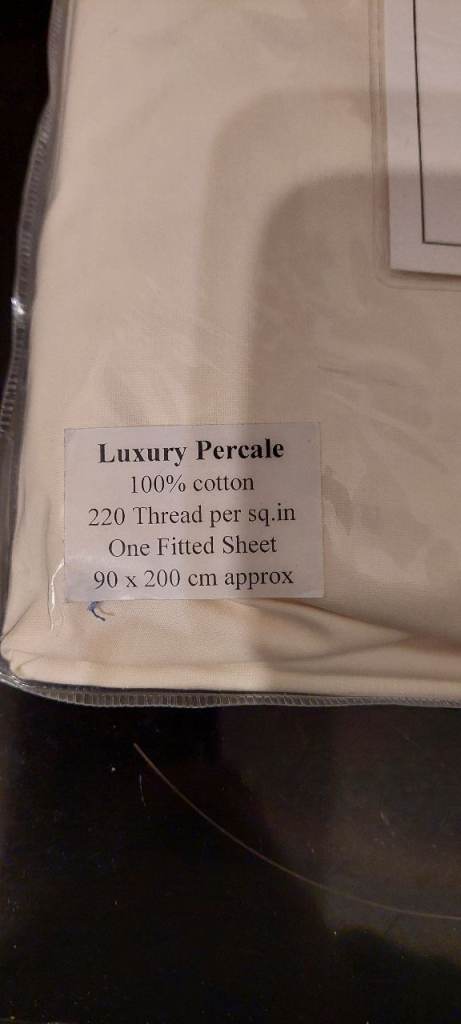 Luxury Percale
100% cotton
220 Thread per sq.in
One Fitted Sheet
90 x 200 cm approx